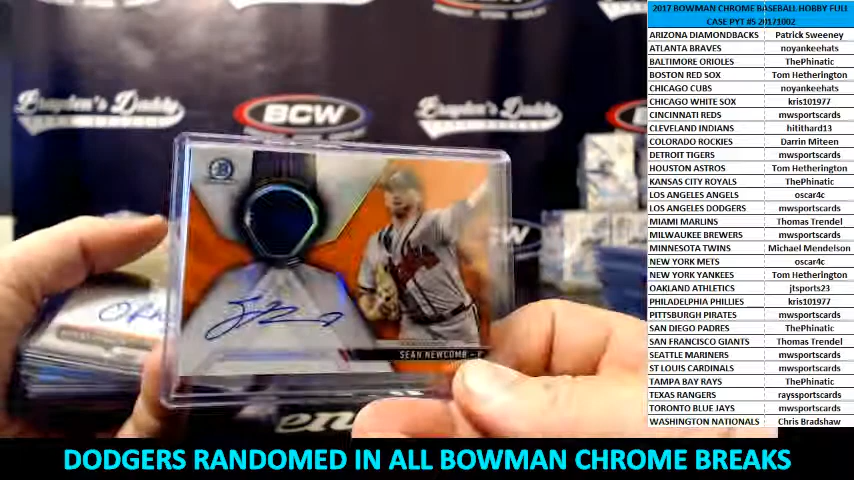 2017 BOWMAN CHROME BASEBALL HOBBY FULL
CASE PYT #5 20171002
ARIZONA DIAMONDBACKS Patrick Sweeney
ATLANTA BRAVES noyankeehats
BALTIMORE ORIOLES ThePhinatic
BOSTON RED SOX Tom Hetherington
CHICAGO CUBS noyankeehats
CHICAGO WHITE SOX kris101977
CINCINNATI REDS mwsportscards
CLEVELAND INDIANS hitithard13
COLORADO ROCKIES Darrin Miteen
DETROIT TIGERS mwsportscards
HOUSTON ASTROS Tom Hetherington
KANSAS CITY ROYALS ThePhinatic
LOS ANGELES ANGELS oscar4c
LOS ANGELES DODGERS mwsportscards
MIAMI MARLINS Thomas Trendel
MILWAUKEE BREWERS mwsportscards
MINNESOTA TWINS Michael Mendelson
NEW YORK METS oscar4c
NEW YORK YANKEES Tom Hetherington
OAKLAND ATHLETICS jtsports23
PHILADELPHIA PHILLIES kris101977
PITTSBURGH PIRATES mwsportscards
SAN DIEGO PADRES ThePhinatic
SAN FRANCISCO GIANTS Thomas Trendel
SEATTLE MARINERS mwsportscards
ST LOUIS CARDINALS mwsportscards
TAMPA BAY RAYS ThePhinatic
TEXAS RANGERS rayssportscards
TORONTO BLUE JAYS mwsportscards
WASHINGTON NATIONALS Chris Bradshaw
Brayden's Daddy
BCW
Brayden's Daddy
SEAN NEWCOMB - P
DODGERS RANDOMED IN ALL BOWMAN CHROME BREAKS